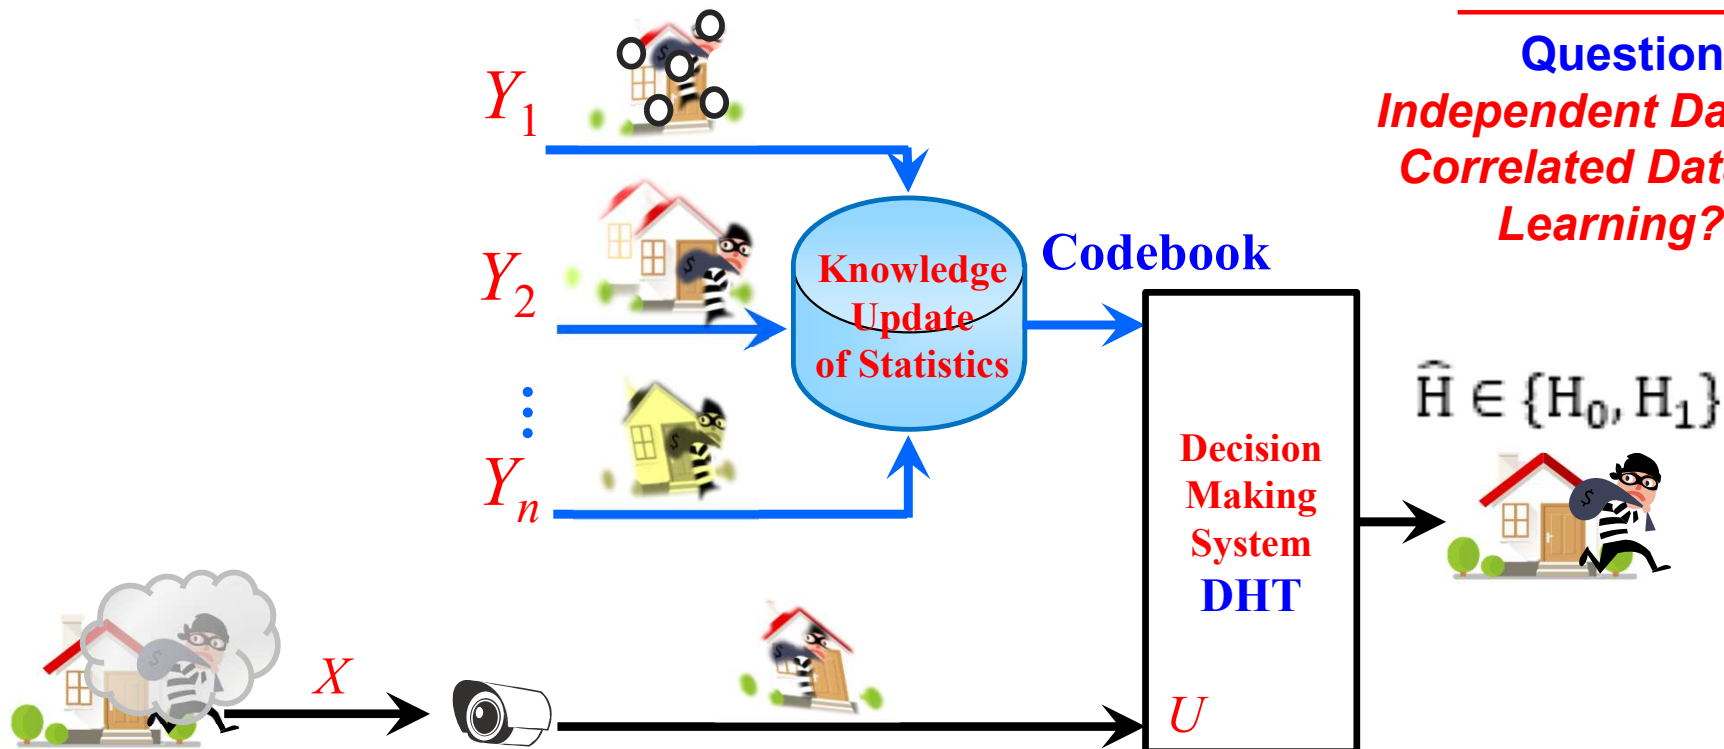 Question
Independent Da
Correlated Dat
Learning?
Y₁
Y₂
Yₙ
Knowledge
Update
of Statistics
Codebook
Decision
Making
System
DHT
Ĥ ∈ {H₀, H₁}
X
U